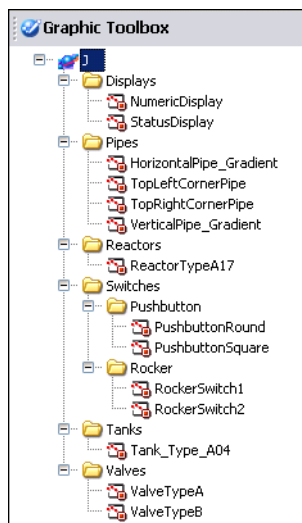 Graphic Toolbox
J
Displays
NumericDisplay
StatusDisplay
Pipes
HorizontalPipe_Gradient
TopLeftCornerPipe
TopRightCornerPipe
VerticalPipe_Gradient
Reactors
ReactorTypeA17
Switches
Pushbutton
PushbuttonRound
PushbuttonSquare
Rocker
RockerSwitch1
RockerSwitch2
Tanks
Tank_Type_A04
Valves
ValveTypeA
ValveTypeB